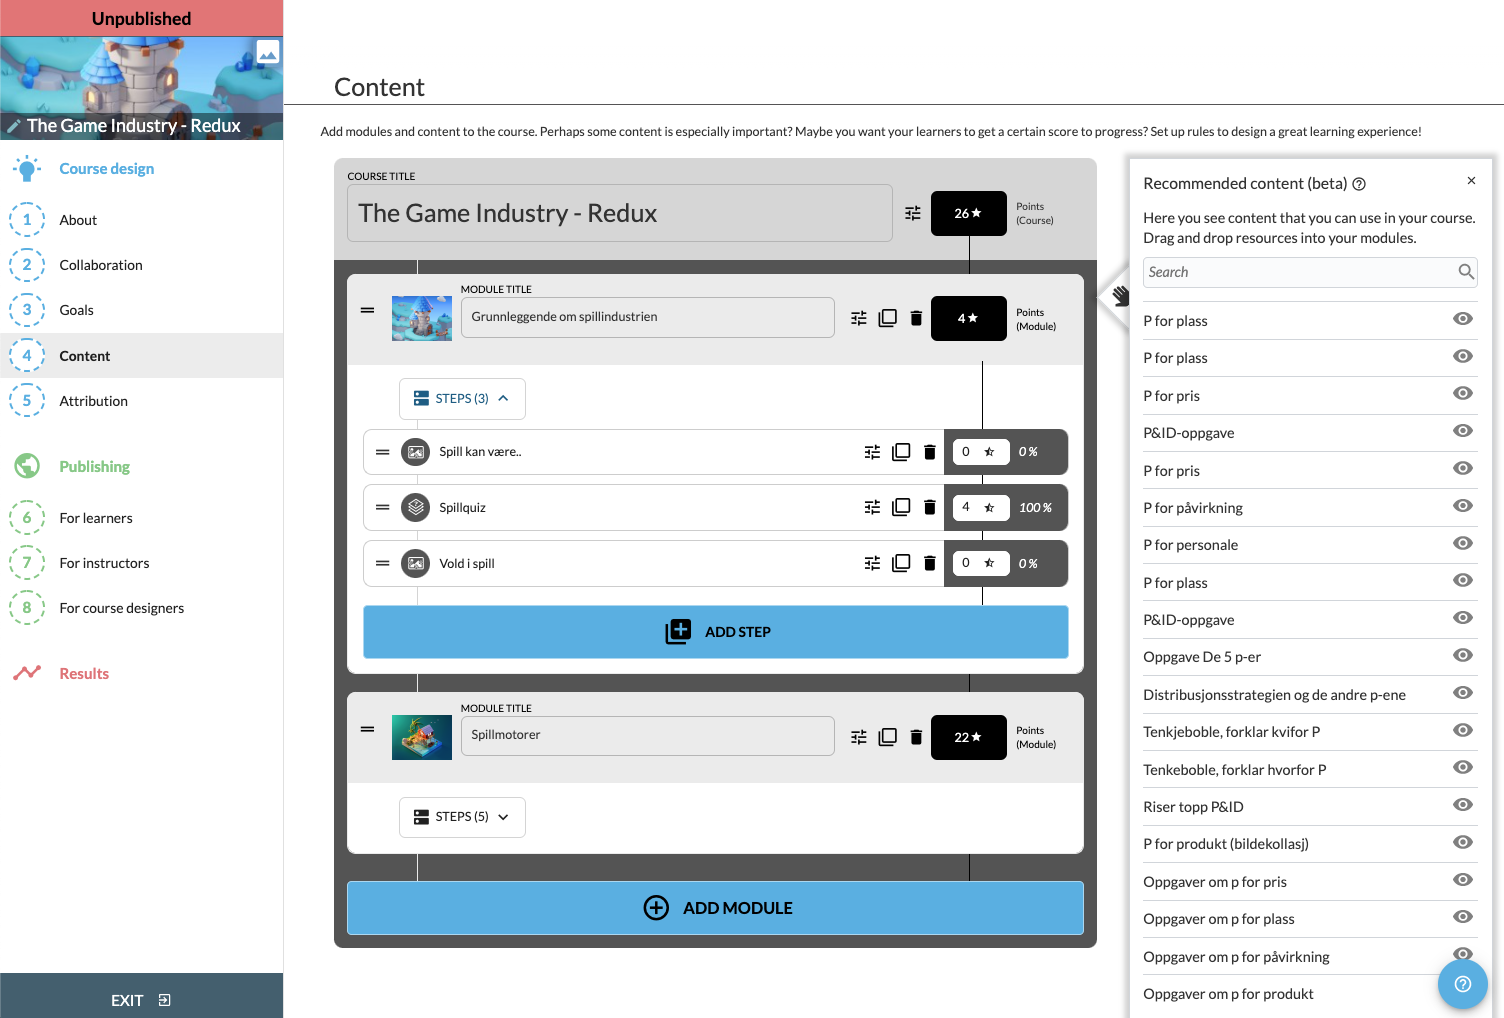 Unpublished
The Game Industry - Redux
Course design
1 About
2 Collaboration
3 Goals
4 Content
5 Attribution
Publishing
6 For learners
7 For instructors
8 For course designers
Results
EXIT
Content
Add modules and content to the course. Perhaps some content is especially important? Maybe you want your learners to get a certain score to progress? Set up rules to design a great learning experience!
COURSE TITLE
The Game Industry - Redux
26
Points
(Course)
MODULE TITLE
Grunnleggende om spillindustrien
4
Points
(Module)
STEPS (3)
Spill kan være..
0
0 %
Spillquiz
4
100 %
Vold i spill
0
0 %
ADD STEP
MODULE TITLE
Spillmotorer
22
Points
(Module)
STEPS (5)
ADD MODULE
Recommended content (beta)
Here you see content that you can use in your course.
Drag and drop resources into your modules.
Search
P for plass
P for plass
P for pris
P&ID-oppgave
P for pris
P for påvirkning
P for personale
P for plass
P&ID-oppgave
Oppgave De 5 p-er
Distribusjonsstrategien og de andre p-ene
Tenkjeboble, forklar kvifor P
Tenkeboble, forklar hvorfor P
Riser topp P&ID
P for produkt (bildekollasj)
Oppgaver om p for pris
Oppgaver om p for plass
Oppgaver om p for påvirkning
Oppgaver om p for produkt